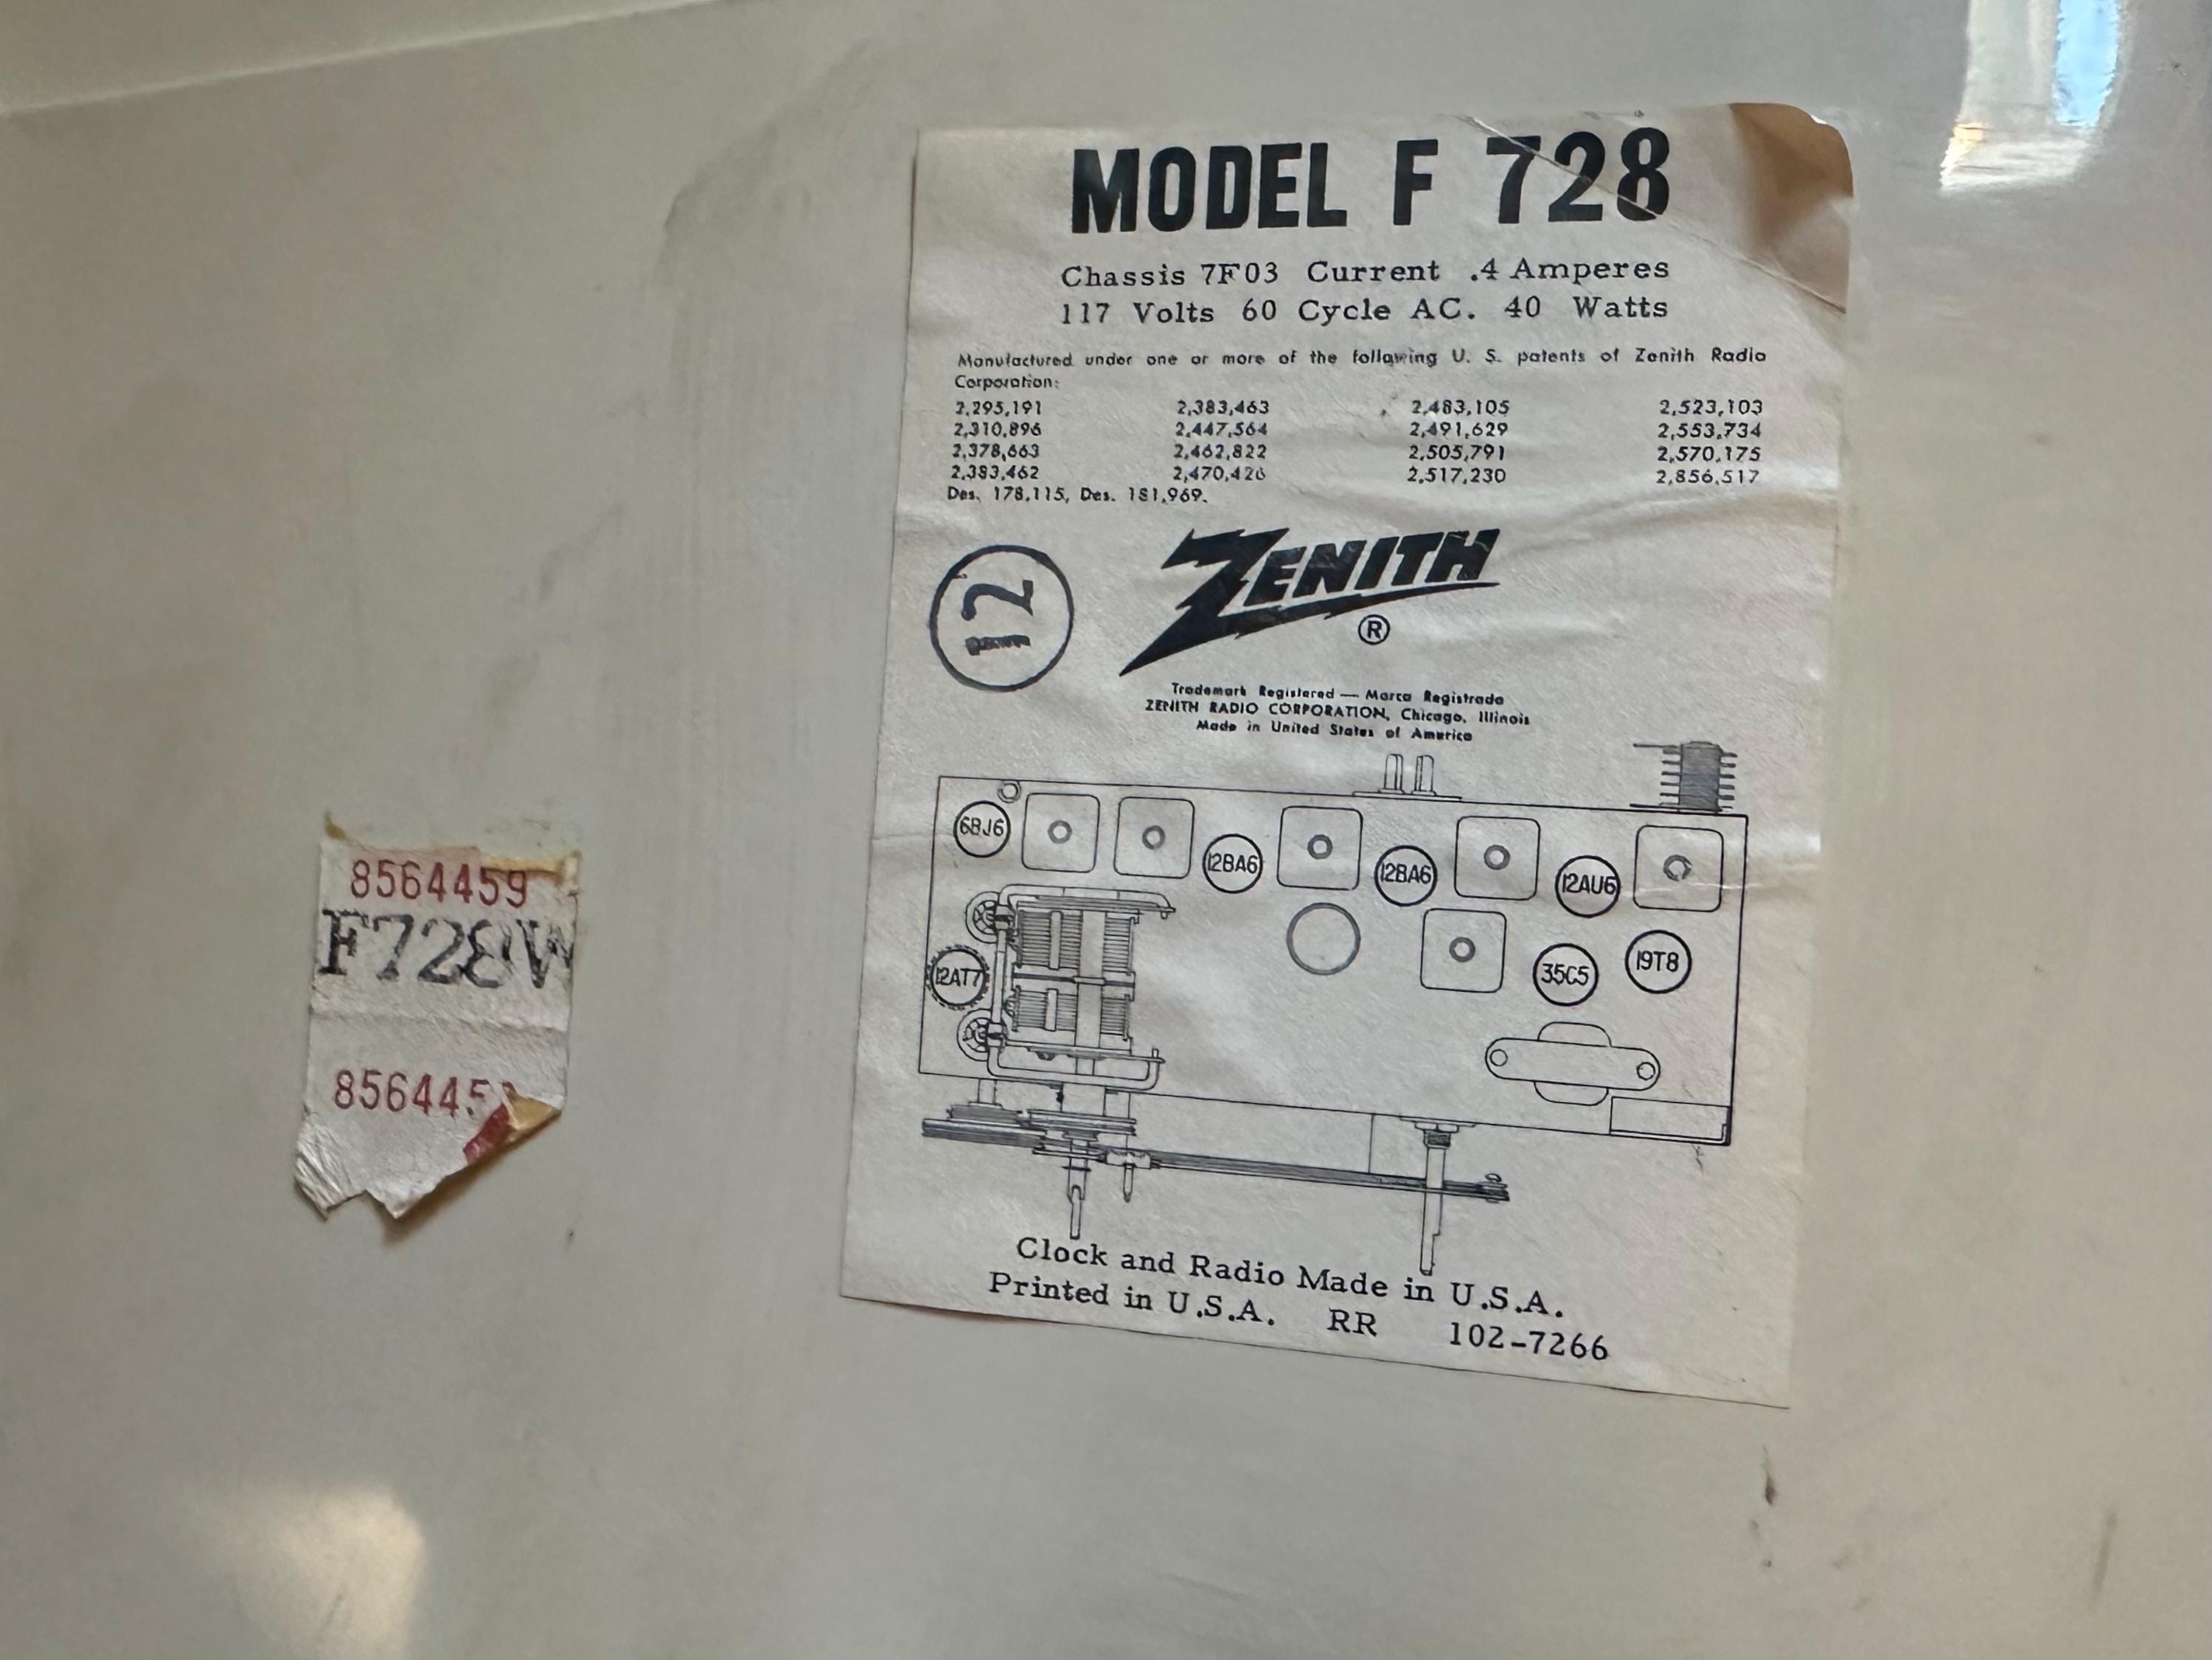 MODEL F 728
Chassis 7F03 Current .4 Amperes
117 Volts 60 Cycle AC. 40 Watts
Manufactured under one or more of the following U. S. patents of Zenith Radio
Corporation:
2,295,191 2,383,463 2,483,105 2,523,103
2,310,896 2,447,564 2,491,629 2,553,734
2,378,663 2,462,822 2,505,791 2,570,175
2,383,462 2,470,426 2,517,230 2,856,517
Des. 178,115, Des. 181,969.
12
ZENITH
®
Trademark Registered — Marca Registrada
ZENITH RADIO CORPORATION, Chicago, Illinois
Made in United States of America
6BJ6
12BA6
12BA6
12AU6
12AT7
35C5
19T8
Clock and Radio Made in U.S.A.
Printed in U.S.A. RR 102-7266
8564459
F728W
856445